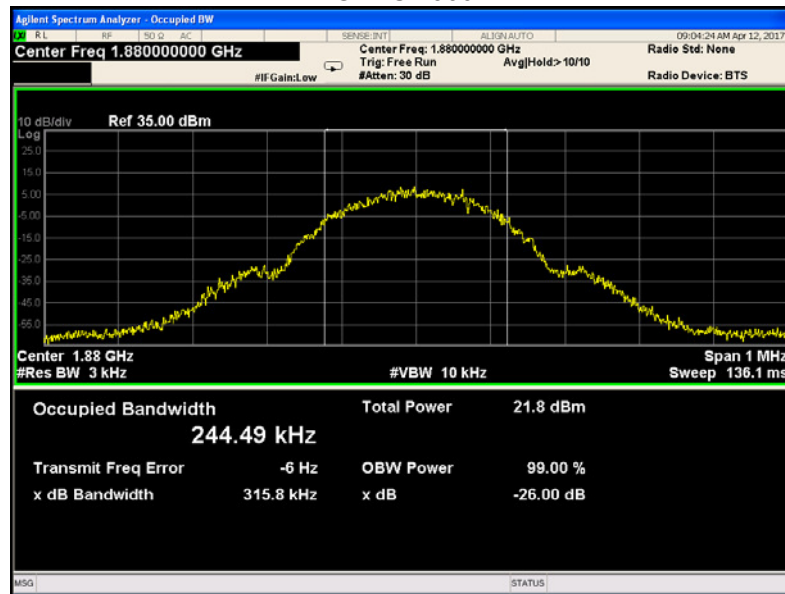 Agilent Spectrum Analyzer - Occupied BW
RL RF 50 Ω AC SENSE:INT ALIGN AUTO 09:04:24 AM Apr 12, 2017
Center Freq 1.880000000 GHz Center Freq: 1.880000000 GHz Radio Std: None
Trig: Free Run Avg|Hold:>10/10
#IFGain:Low #Atten: 30 dB Radio Device: BTS
10 dB/div Ref 35.00 dBm
Log
25.0
15.0
5.00
-5.00
-15.0
-25.0
-35.0
-45.0
-55.0
Center 1.88 GHz Span 1 MHz
#Res BW 3 kHz #VBW 10 kHz Sweep 136.1 ms
Occupied Bandwidth Total Power 21.8 dBm
244.49 kHz
Transmit Freq Error -6 Hz OBW Power 99.00 %
x dB Bandwidth 315.8 kHz x dB -26.00 dB
MSG STATUS